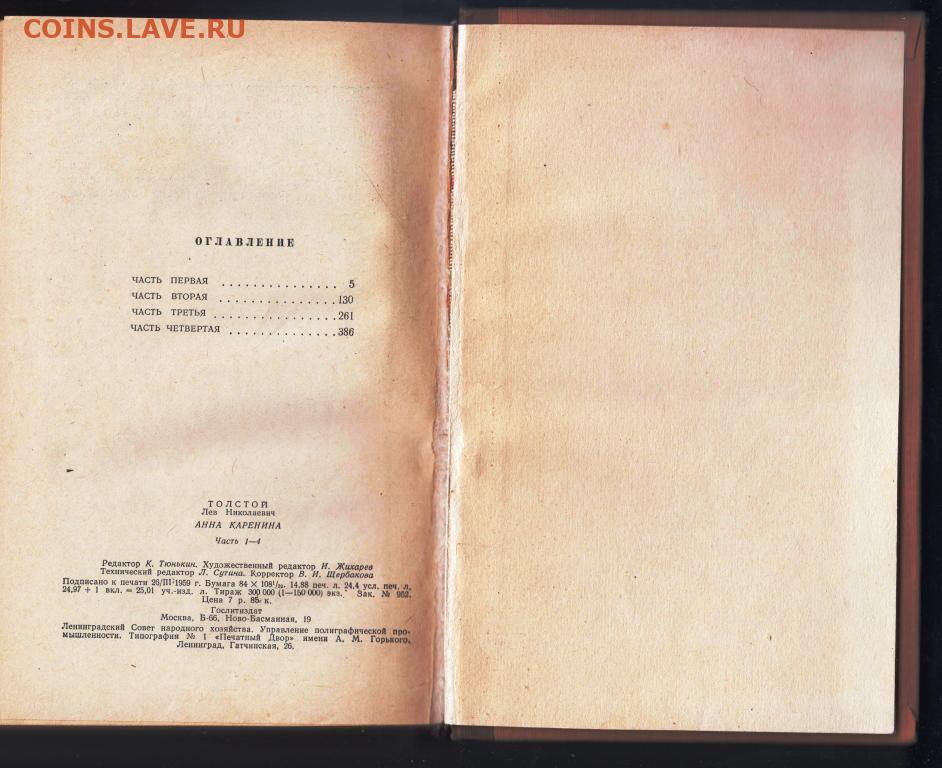 COINS.LAVE.RU
ОГЛАВЛЕНИЕ
ЧАСТЬ ПЕРВАЯ . . . . . . . . . . . . . . . 5
ЧАСТЬ ВТОРАЯ . . . . . . . . . . . . . . . 130
ЧАСТЬ ТРЕТЬЯ . . . . . . . . . . . . . . . . 261
ЧАСТЬ ЧЕТВЕРТАЯ . . . . . . . . . . . . . . 386
ТОЛСТОЙ
Лев Николаевич
АННА КАРЕНИНА
Часть 1—4
Редактор К. Тюнькин. Художественный редактор И. Жихарев
Технический редактор Л. Сутина. Корректор В. И. Щербакова
Подписано к печати 26/III-1959 г. Бумага 84 × 108¹/₃₂. 14,88 печ. л. 24,4 усл. печ. л.
24,97 + 1 вкл. = 25,01 уч.-изд. л. Тираж 300 000 (1—150 000) экз. Зак. № 962.
Цена 7 р. 85 к.
Гослитиздат
Москва, Б-66, Ново-Басманная, 19
Ленинградский Совет народного хозяйства. Управление полиграфической про-
мышленности. Типография № 1 «Печатный Двор» имени А. М. Горького.
Ленинград, Гатчинская, 26.